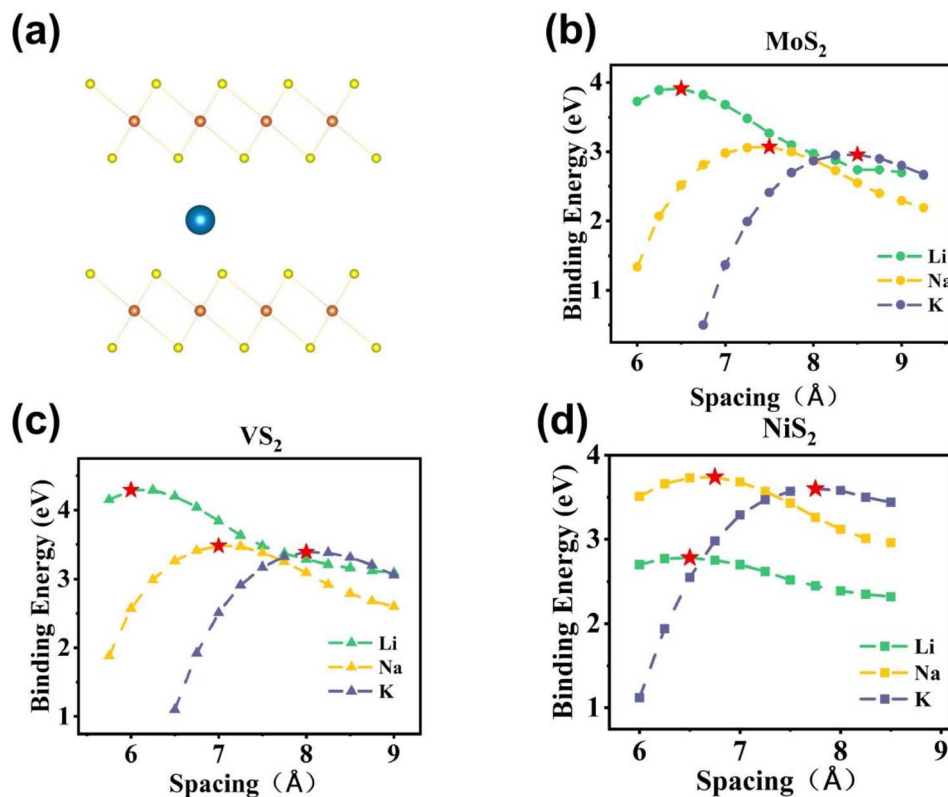 (a)
(b)
MoS₂
Binding Energy (eV)
4
3
2
1
6 7 8 9
Spacing（Å）
Li
Na
K
(c)
VS₂
Binding Energy (eV)
4
3
2
1
6 7 8 9
Spacing（Å）
Li
Na
K
(d)
NiS₂
Binding Energy (eV)
4
3
2
1
6 7 8 9
Spacing（Å）
Li
Na
K